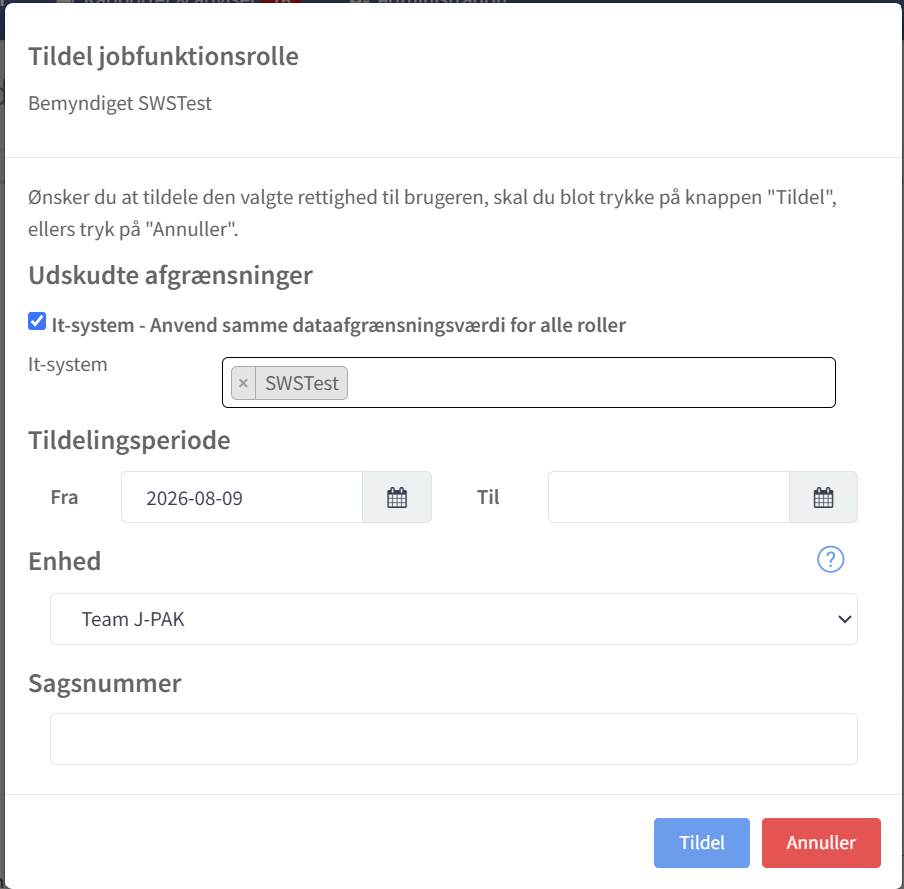 Tildel jobfunktionsrolle
Bemyndiget SWSTest
Ønsker du at tildele den valgte rettighed til brugeren, skal du blot trykke på knappen "Tildel",
ellers tryk på "Annuller".
Udskudte afgrænsninger
It-system - Anvend samme dataafgrænsningsværdi for alle roller
It-system
× SWSTest
Tildelingsperiode
Fra 2026-08-09 Til
Enhed ?
Team J-PAK
Sagsnummer
Tildel Annuller